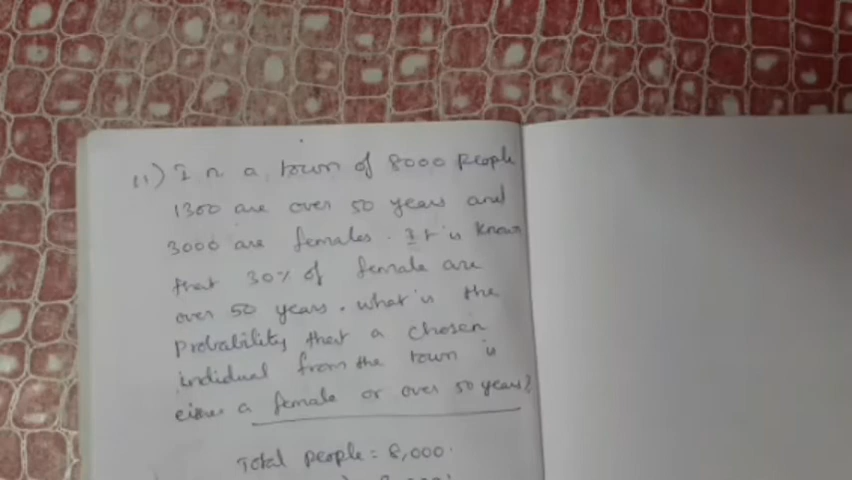 11) In a town of 8000 people
1300 are over 50 years and
3000 are females. It is known
that 30% of female are
over 50 years. what is the
Probability that a chosen
individual from the town is
either a female or over 50 years?
Total people = 8,000.